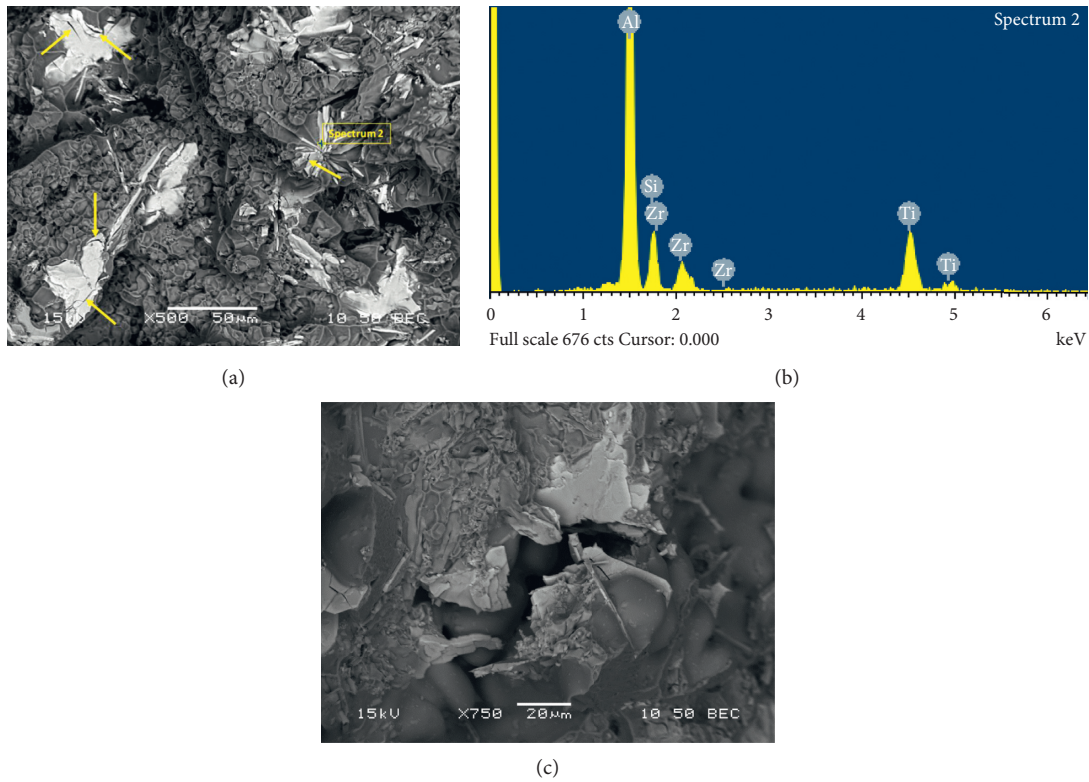 Spectrum 2
15kV X500 50μm 10 50 BEC
(a)
Al
Spectrum 2
Si
Zr
Zr
Zr
Ti
Ti
0 1 2 3 4 5 6
Full scale 676 cts Cursor: 0.000 keV
(b)
15kV X750 20μm 10 50 BEC
(c)